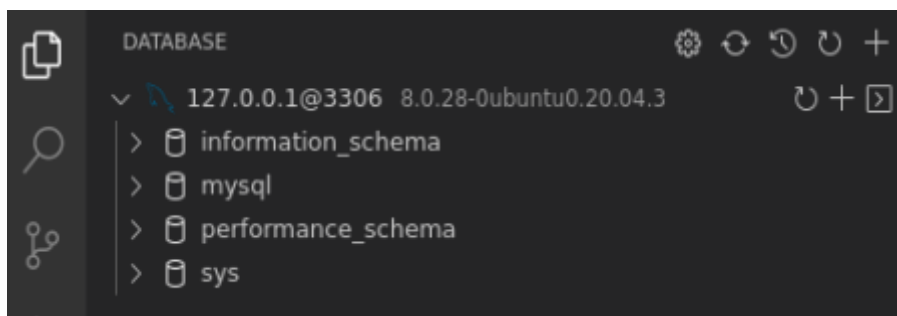 DATABASE
127.0.0.1@3306 8.0.28-0ubuntu0.20.04.3
information_schema
mysql
performance_schema
sys